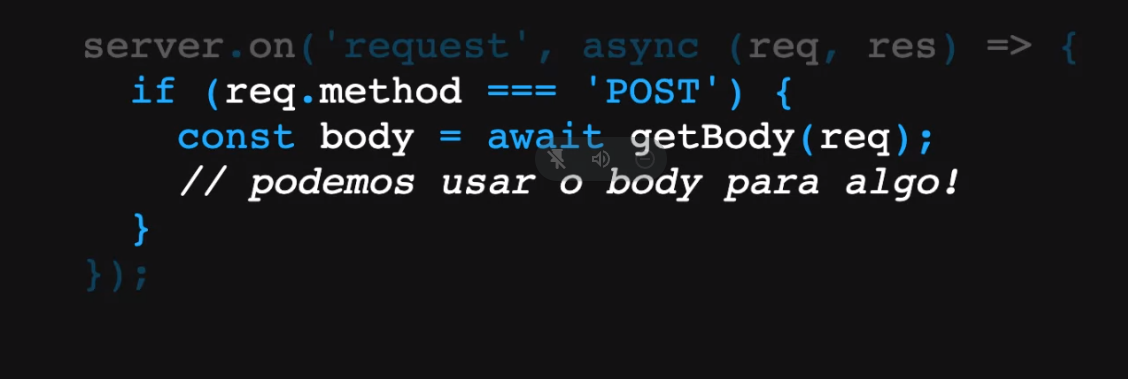 server.on('request', async (req, res) => {
if (req.method === 'POST') {
const body = await getBody(req);
// podemos usar o body para algo!
}
});